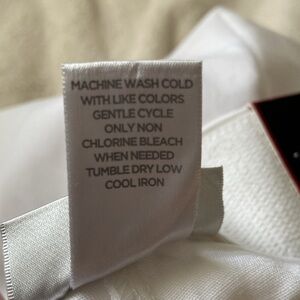 MACHINE WASH COLD
WITH LIKE COLORS
GENTLE CYCLE
ONLY NON
CHLORINE BLEACH
WHEN NEEDED
TUMBLE DRY LOW
COOL IRON